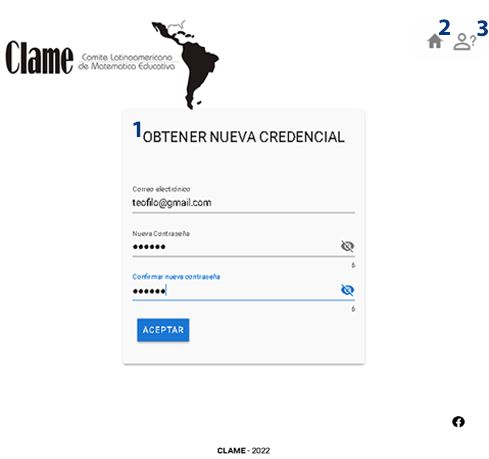 Clame Comite Latinoamericano
de Matematica Educativa
2 3
?
1 OBTENER NUEVA CREDENCIAL
Correo electrónico
teofilo@gmail.com
Nueva Contraseña
••••••
6
Confirmar nueva contraseña
••••••
6
ACEPTAR
CLAME - 2022